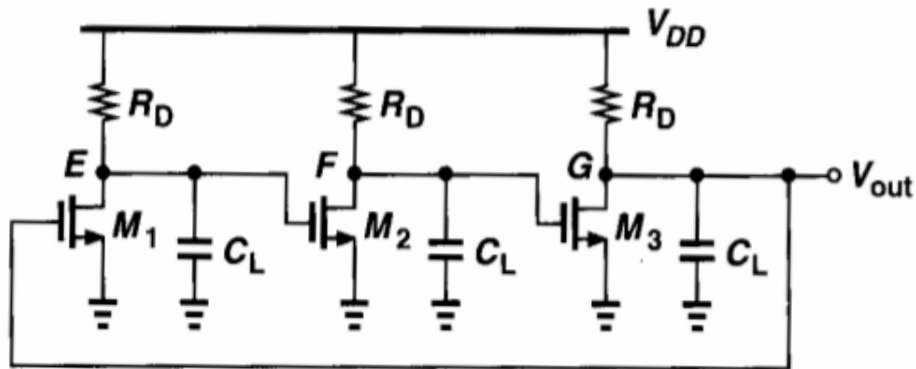 V_DD
R_D R_D R_D
E F G V_out
M_1 C_L M_2 C_L M_3 C_L